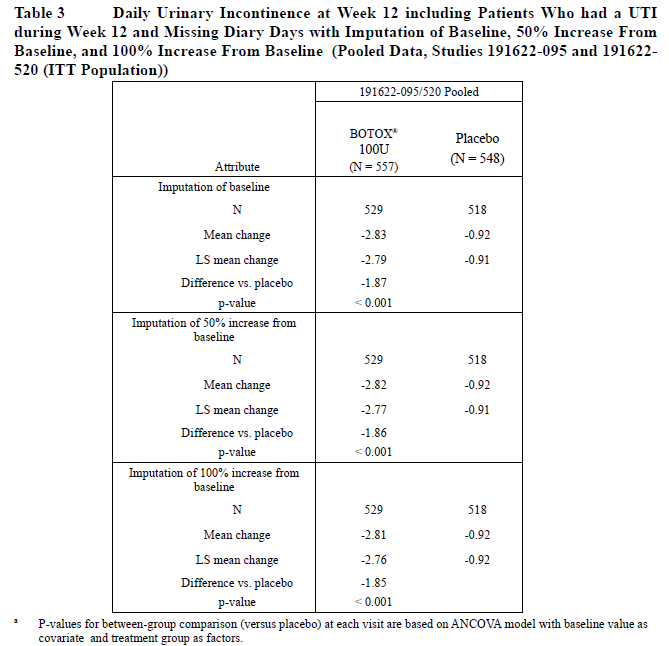 Table 3 Daily Urinary Incontinence at Week 12 including Patients Who had a UTI
during Week 12 and Missing Diary Days with Imputation of Baseline, 50% Increase From
Baseline, and 100% Increase From Baseline (Pooled Data, Studies 191622-095 and 191622-
520 (ITT Population))
191622-095/520 Pooled
Attribute
BOTOX®
100U
(N = 557)
Placebo
(N = 548)
Imputation of baseline
N 529 518
Mean change -2.83 -0.92
LS mean change -2.79 -0.91
Difference vs. placebo -1.87
p-value < 0.001
Imputation of 50% increase from
baseline
N 529 518
Mean change -2.82 -0.92
LS mean change -2.77 -0.91
Difference vs. placebo -1.86
p-value < 0.001
Imputation of 100% increase from
baseline
N 529 518
Mean change -2.81 -0.92
LS mean change -2.76 -0.92
Difference vs. placebo -1.85
p-value < 0.001
a P-values for between-group comparison (versus placebo) at each visit are based on ANCOVA model with baseline value as
covariate and treatment group as factors.